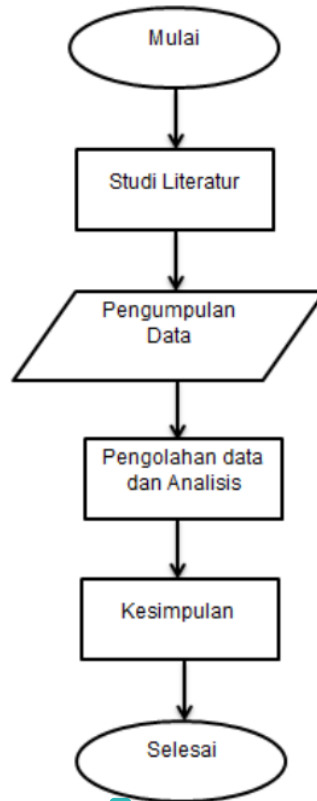 Mulai
Studi Literatur
Pengumpulan
Data
Pengolahan data
dan Analisis
Kesimpulan
Selesai